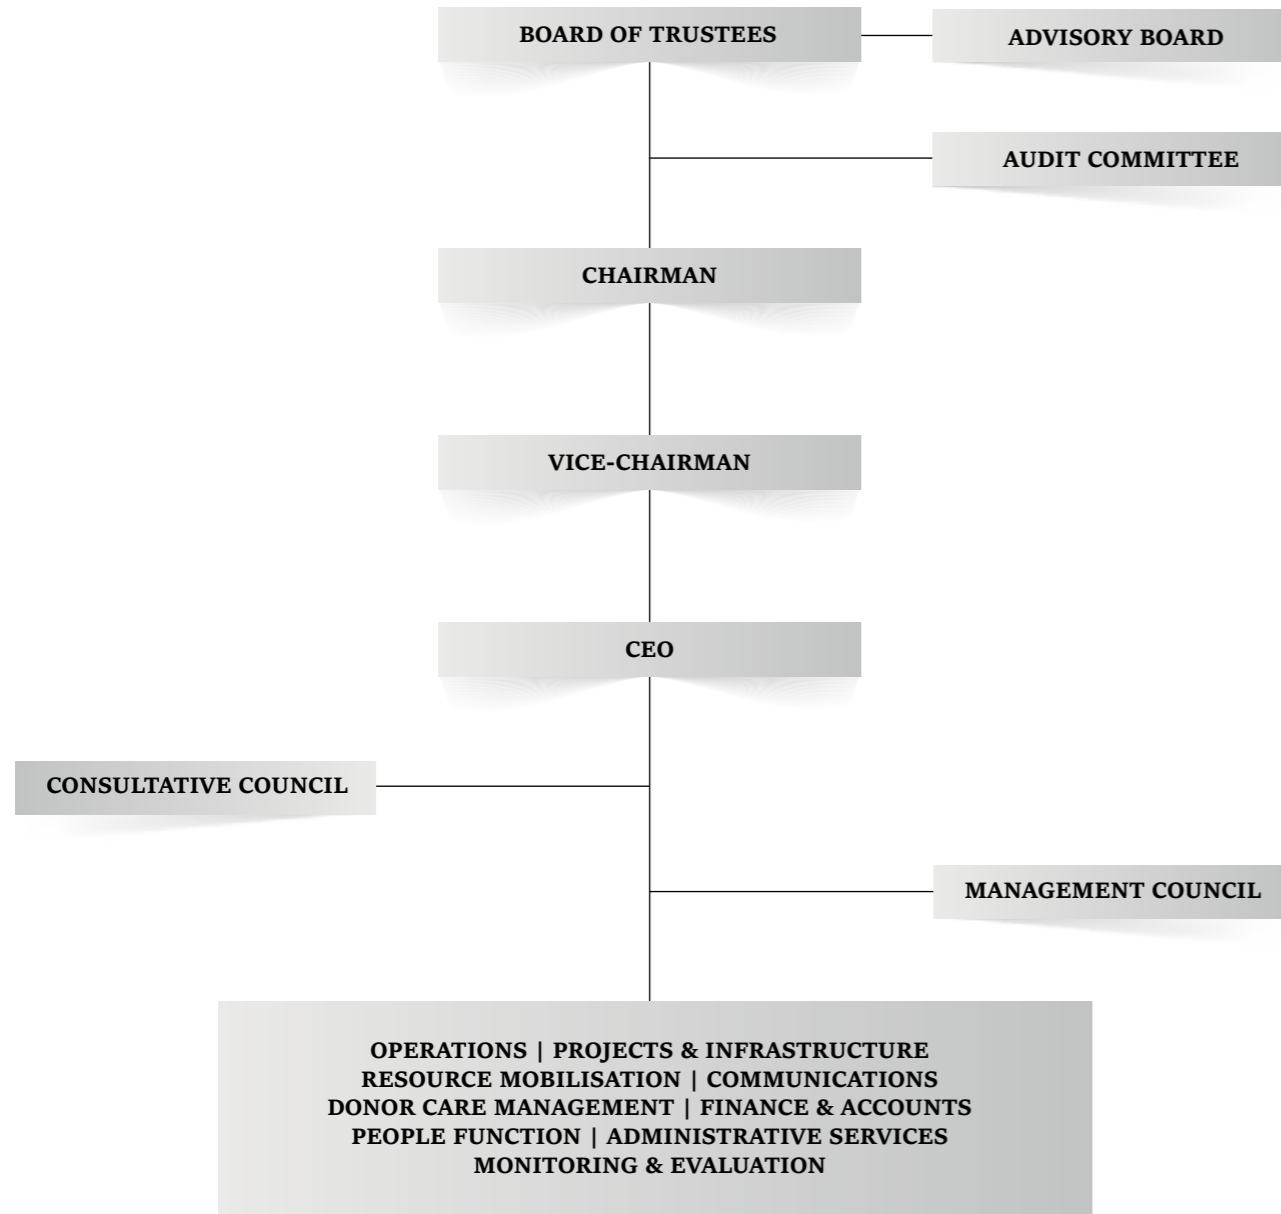 BOARD OF TRUSTEES
ADVISORY BOARD
AUDIT COMMITTEE
CHAIRMAN
VICE-CHAIRMAN
CEO
CONSULTATIVE COUNCIL
MANAGEMENT COUNCIL
OPERATIONS | PROJECTS & INFRASTRUCTURE
RESOURCE MOBILISATION | COMMUNICATIONS
DONOR CARE MANAGEMENT | FINANCE & ACCOUNTS
PEOPLE FUNCTION | ADMINISTRATIVE SERVICES
MONITORING & EVALUATION